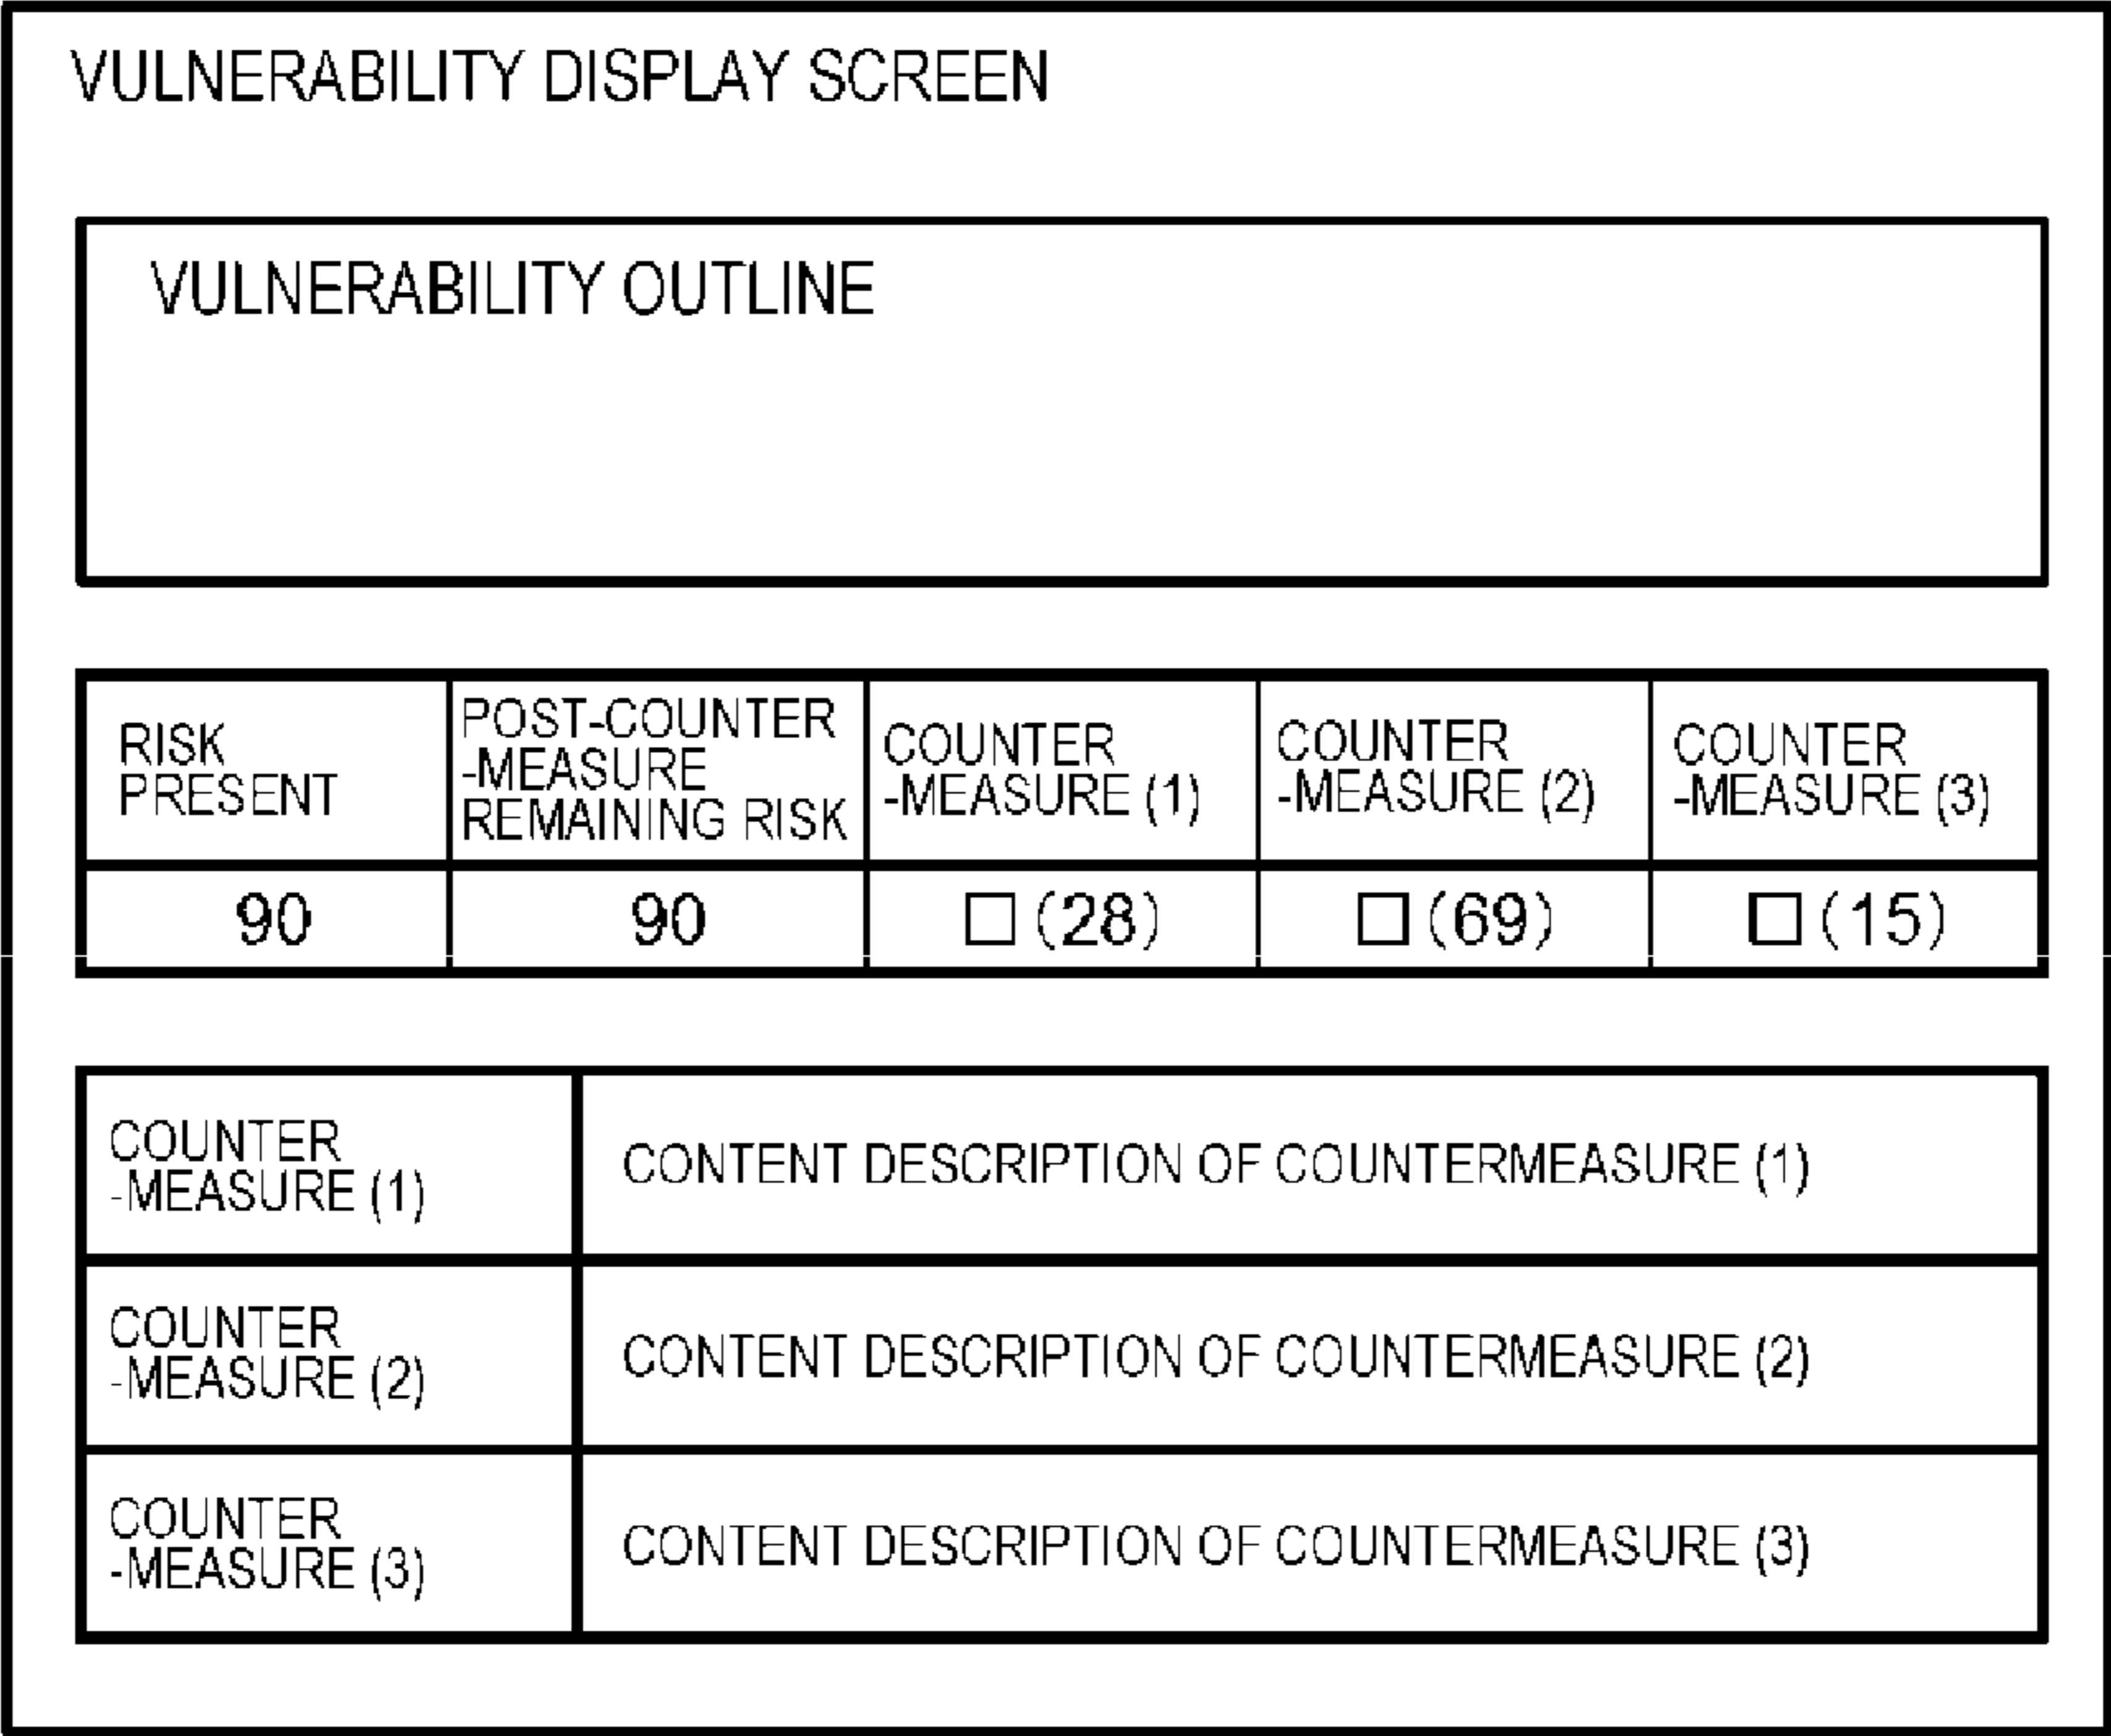 VULNERABILITY DISPLAY SCREEN
VULNERABILITY OUTLINE
RISK
PRESENT
POST-COUNTER
-MEASURE
REMAINING RISK
COUNTER
-MEASURE (1)
COUNTER
-MEASURE (2)
COUNTER
-MEASURE (3)
90
90
□(28)
□(69)
□(15)
COUNTER
-MEASURE (1)
CONTENT DESCRIPTION OF COUNTERMEASURE (1)
COUNTER
-MEASURE (2)
CONTENT DESCRIPTION OF COUNTERMEASURE (2)
COUNTER
-MEASURE (3)
CONTENT DESCRIPTION OF COUNTERMEASURE (3)